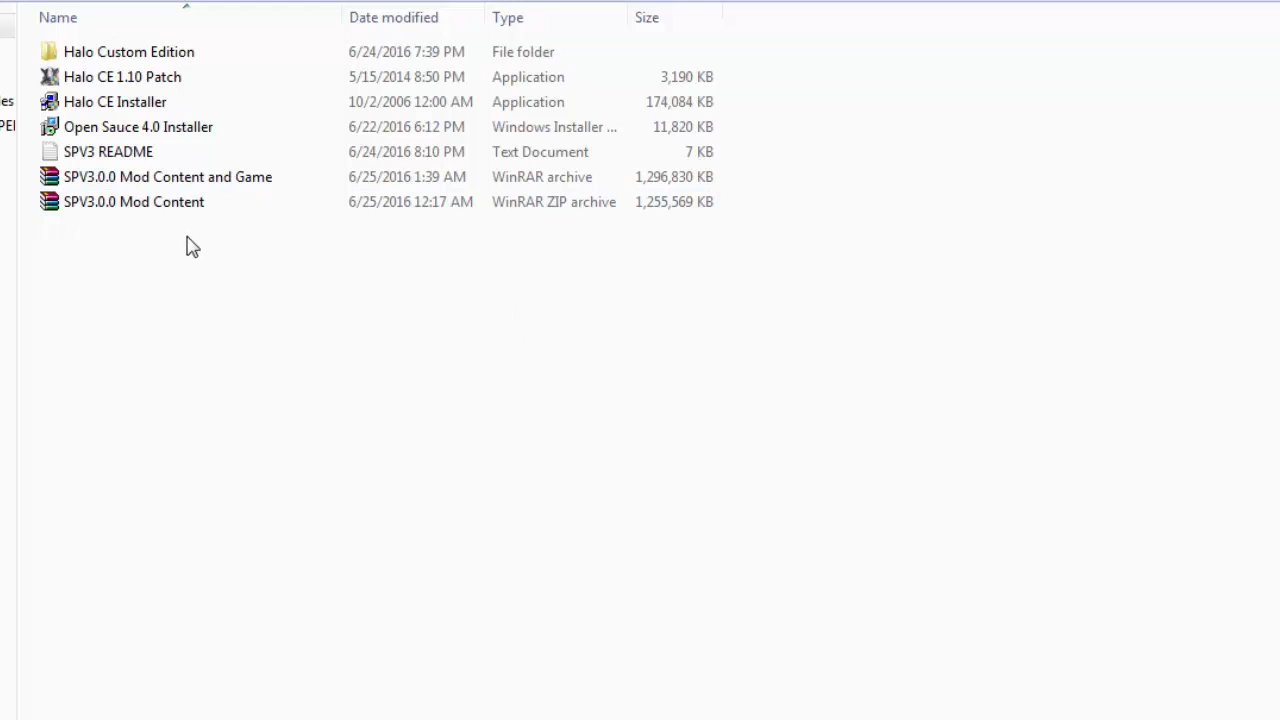 Name Date modified Type Size
Halo Custom Edition 6/24/2016 7:39 PM File folder
Halo CE 1.10 Patch 5/15/2014 8:50 PM Application 3,190 KB
les Halo CE Installer 10/2/2006 12:00 AM Application 174,084 KB
PEI Open Sauce 4.0 Installer 6/22/2016 6:12 PM Windows Installer ... 11,820 KB
SPV3 README 6/24/2016 8:10 PM Text Document 7 KB
SPV3.0.0 Mod Content and Game 6/25/2016 1:39 AM WinRAR archive 1,296,830 KB
SPV3.0.0 Mod Content 6/25/2016 12:17 AM WinRAR ZIP archive 1,255,569 KB